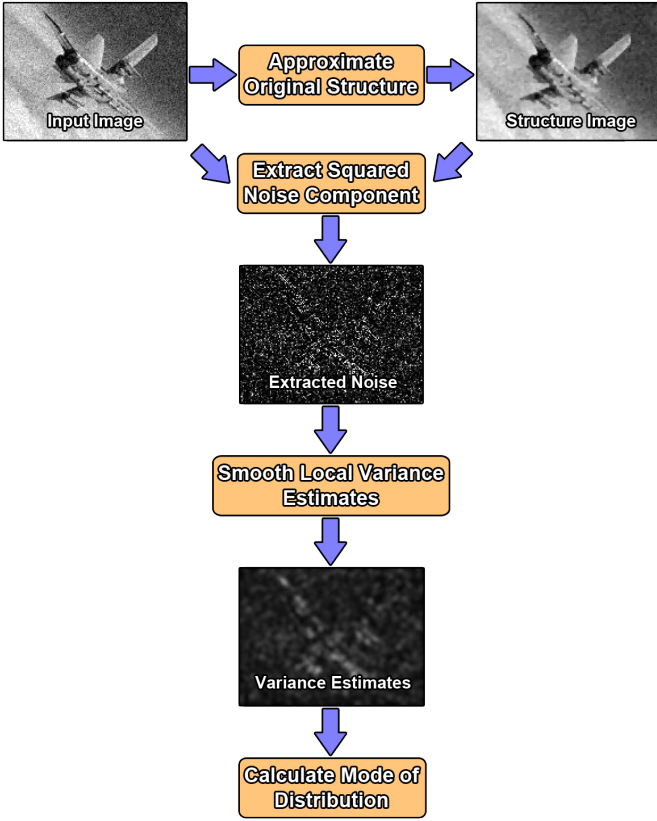 Approximate
Original Structure
Input Image
Structure Image
Extract Squared
Noise Component
Extracted Noise
Smooth Local Variance
Estimates
Variance Estimates
Calculate Mode of
Distribution